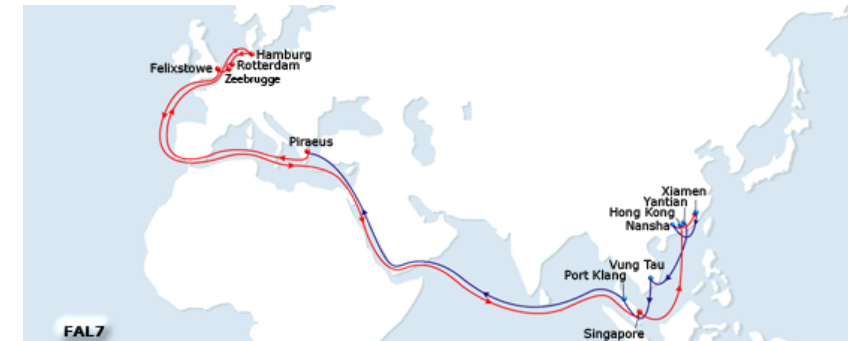 Hamburg
Rotterdam
Felixstowe
Zeebrugge
Piraeus
Xiamen
Yantian
Hong Kong
Nansha
Vung Tau
Port Klang
Singapore
FAL7